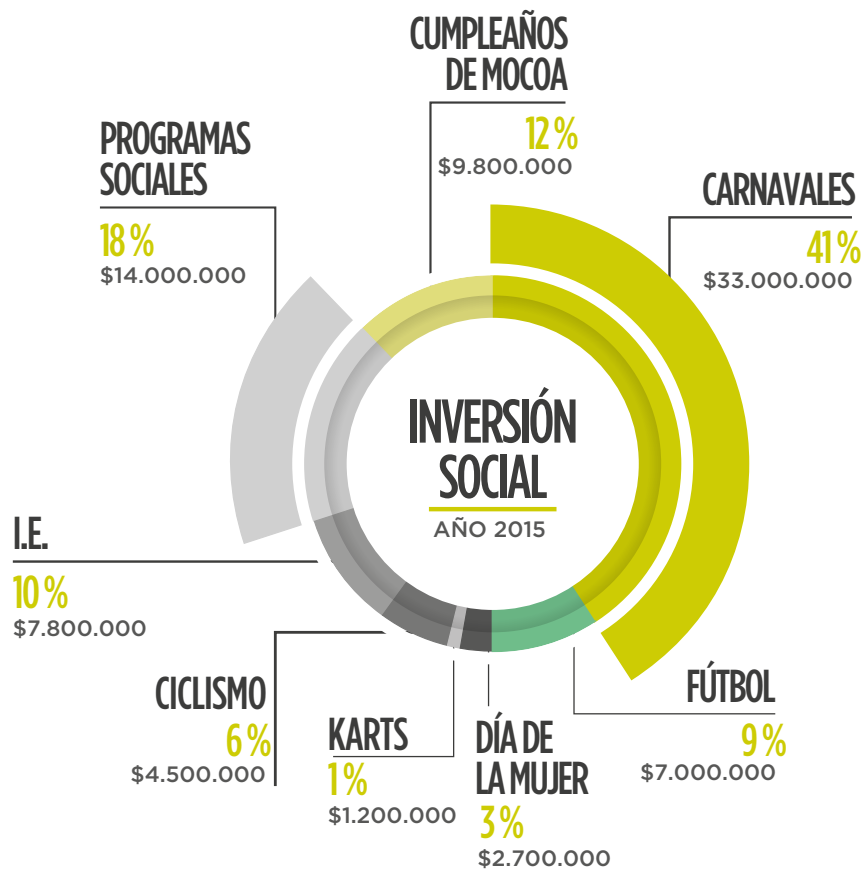 CUMPLEAÑOS
DE MOCOA
12 %
$9.800.000
PROGRAMAS
SOCIALES
18 %
$14.000.000
CARNAVALES
41 %
$33.000.000
INVERSIÓN
SOCIAL
AÑO 2015
I.E.
10 %
$7.800.000
CICLISMO
6 %
$4.500.000
KARTS
1 %
$1.200.000
DÍA DE
LA MUJER
3 %
$2.700.000
FÚTBOL
9 %
$7.000.000